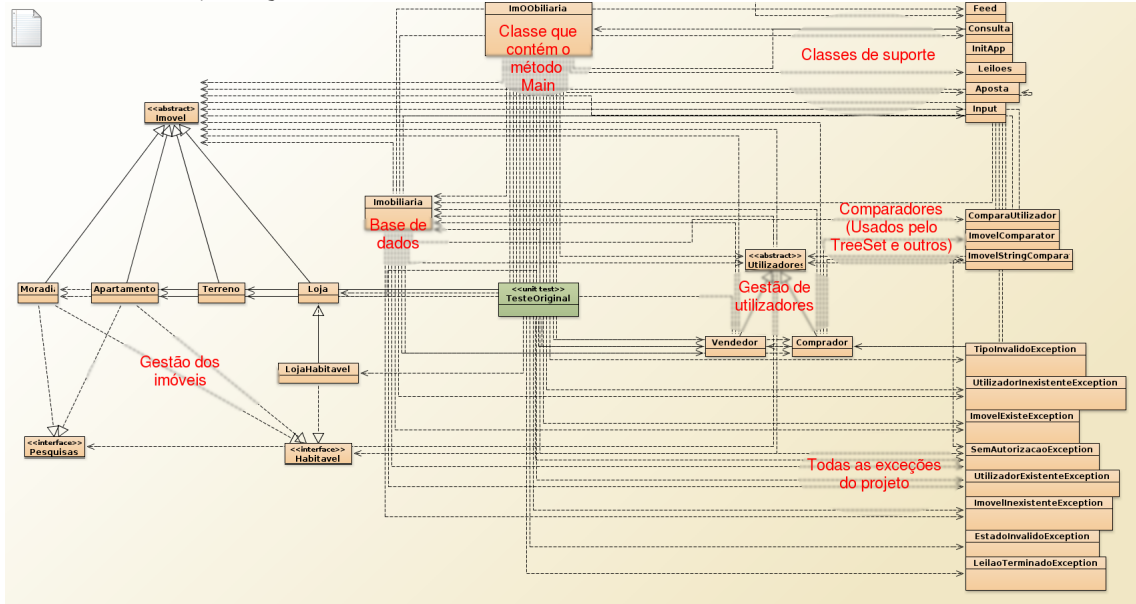 ImOObiliaria
Classe que
contém o
método
Main
Feed
Consulta
InitApp
Leiloes
Aposta
Input
Classes de suporte
<<abstract>
Imovel
Imobiliaria
Base de
dados
Comparadores
(Usados pelo
TreeSet e outros)
ComparaUtilizador
ImovelComparator
ImovelStringCompara
<<abstract>>
Utilizadores
Gestão de
utilizadores
Moradi
Apartamento
Terreno
Loja
<<unit test>>
TesteOriginal
Vendedor
Comprador
Gestão dos
imóveis
LojaHabitavel
<<interface>>
Pesquisas
<<interface>>
Habitavel
TipoInvalidoException
UtilizadorInexistenteException
ImovelExisteException
SemAutorizacaoException
UtilizadorExistenteException
ImovelInexistenteException
EstadoInvalidoException
LeilaoTerminadoException
Todas as exceções
do projeto